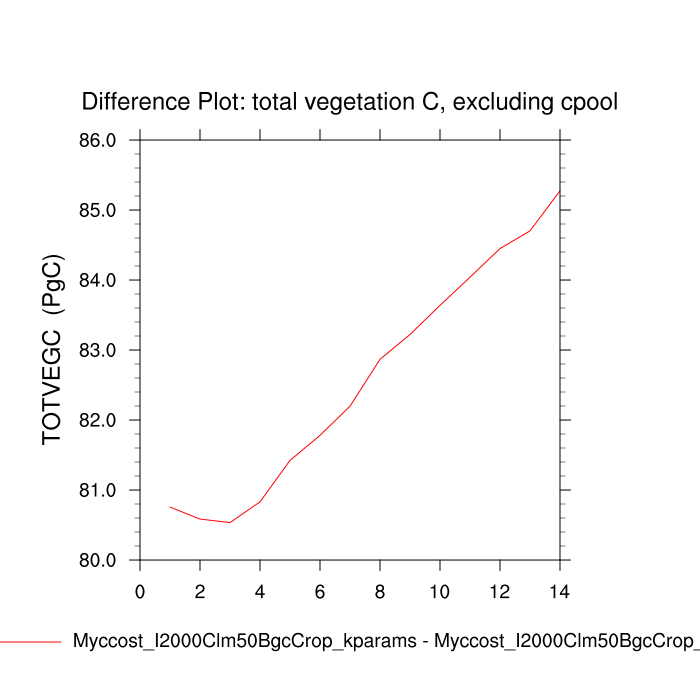 Difference Plot: total vegetation C, excluding cpool
TOTVEGC (PgC)
86.0
85.0
84.0
83.0
82.0
81.0
80.0
0 2 4 6 8 10 12 14
Myccost_I2000Clm50BgcCrop_kparams - Myccost_I2000Clm50BgcCrop_